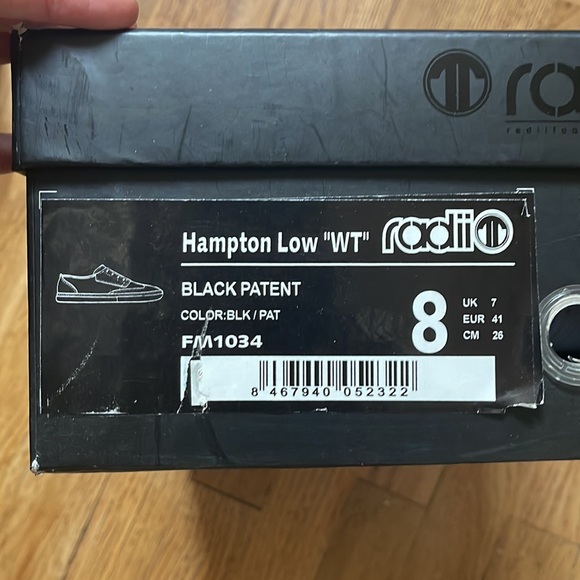 Hampton Low "WT" radii
BLACK PATENT
COLOR:BLK / PAT
FM1034
8
UK 7
EUR 41
CM 26
8 467940 052322